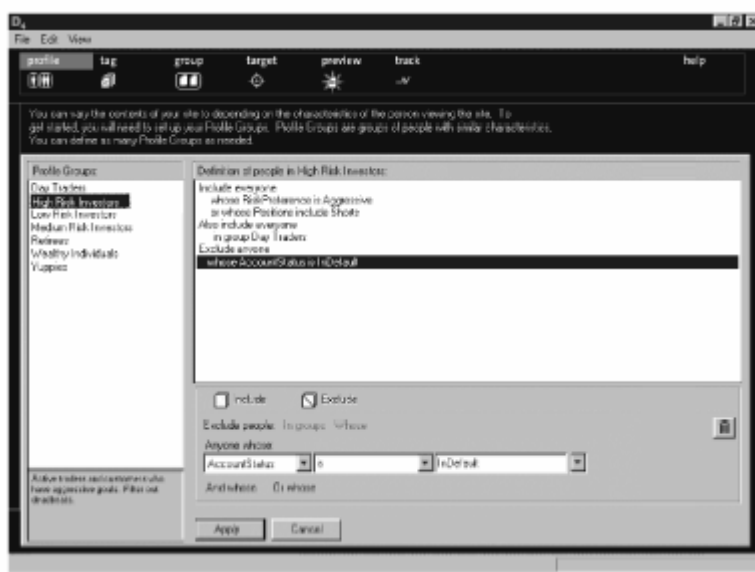 D₄
File Edit View
profile tag group target preview track help
You can vary the contents of your site to depending on the characteristics of the person viewing the site. To
get started, you will need to set up your Profile Groups. Profile Groups are groups of people with similar characteristics.
You can define as many Profile Groups as needed.
Profile Groups:
Day Traders
High Risk Investors
Low Risk Investors
Medium Risk Investors
Retirees
Wealthy Individuals
Yuppies
Active traders and customers who
have aggressive goals. Filter out
deadbeats.
Definition of people in High Risk Investors:
Include everyone
whose RiskPreference is Aggressive
or whose Positions include Shorts
Also include everyone
in group Day Traders
Exclude anyone
whose AccountStatus is InDefault
Include Exclude
Exclude people: In groups Whose
Anyone whose:
AccountStatus is InDefault
And whose Or whose
Apply Cancel